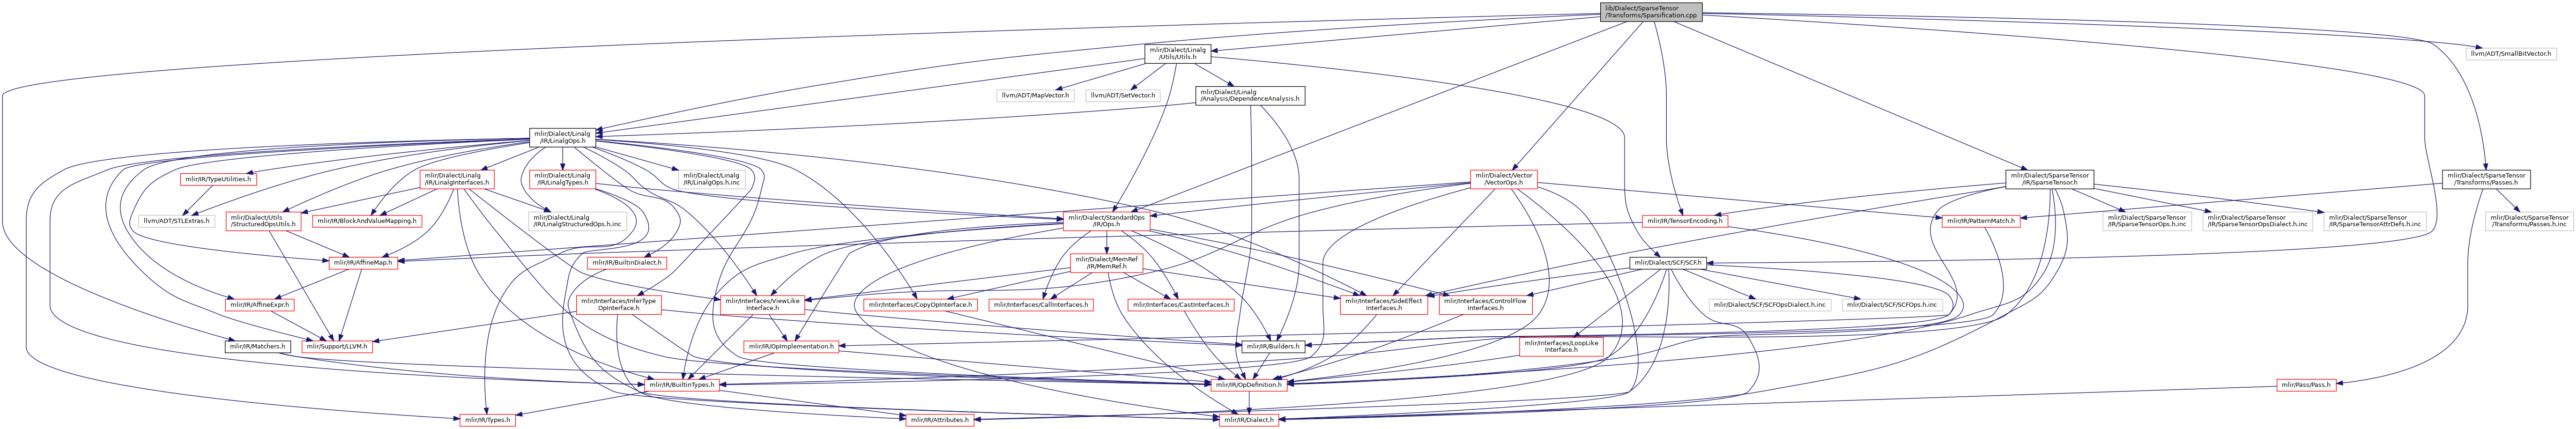 lib/Dialect/SparseTensor
/Transforms/Sparsification.cpp
mlir/Dialect/Linalg
/Utils/Utils.h
llvm/ADT/SmallBitVector.h
llvm/ADT/MapVector.h
llvm/ADT/SetVector.h
mlir/Dialect/Linalg
/Analysis/DependenceAnalysis.h
mlir/Dialect/Linalg
/IR/LinalgOps.h
mlir/IR/TypeUtilities.h
mlir/Dialect/Linalg
/IR/LinalgInterfaces.h
mlir/Dialect/Linalg
/IR/LinalgTypes.h
mlir/Dialect/Linalg
/IR/LinalgOps.h.inc
mlir/Dialect/Vector
/VectorOps.h
mlir/Dialect/SparseTensor
/IR/SparseTensor.h
mlir/Dialect/SparseTensor
/Transforms/Passes.h
llvm/ADT/STLExtras.h
mlir/Dialect/Utils
/StructuredOpsUtils.h
mlir/IR/BlockAndValueMapping.h
mlir/Dialect/Linalg
/IR/LinalgStructuredOps.h.inc
mlir/Dialect/StandardOps
/IR/Ops.h
mlir/IR/TensorEncoding.h
mlir/IR/PatternMatch.h
mlir/Dialect/SparseTensor
/IR/SparseTensorOps.h.inc
mlir/Dialect/SparseTensor
/IR/SparseTensorOpsDialect.h.inc
mlir/Dialect/SparseTensor
/IR/SparseTensorAttrDefs.h.inc
mlir/Dialect/SparseTensor
/Transforms/Passes.h.inc
mlir/IR/AffineMap.h
mlir/IR/BuiltinDialect.h
mlir/Dialect/MemRef
/IR/MemRef.h
mlir/Dialect/SCF/SCF.h
mlir/IR/AffineExpr.h
mlir/Interfaces/InferType
OpInterface.h
mlir/Interfaces/ViewLike
Interface.h
mlir/Interfaces/CopyOpInterface.h
mlir/Interfaces/CallInterfaces.h
mlir/Interfaces/CastInterfaces.h
mlir/Interfaces/SideEffect
Interfaces.h
mlir/Interfaces/ControlFlow
Interfaces.h
mlir/Dialect/SCF/SCFOpsDialect.h.inc
mlir/Dialect/SCF/SCFOps.h.inc
mlir/IR/Matchers.h
mlir/Support/LLVM.h
mlir/IR/OpImplementation.h
mlir/IR/Builders.h
mlir/Interfaces/LoopLike
Interface.h
mlir/IR/BuiltinTypes.h
mlir/IR/OpDefinition.h
mlir/Pass/Pass.h
mlir/IR/Types.h
mlir/IR/Attributes.h
mlir/IR/Dialect.h